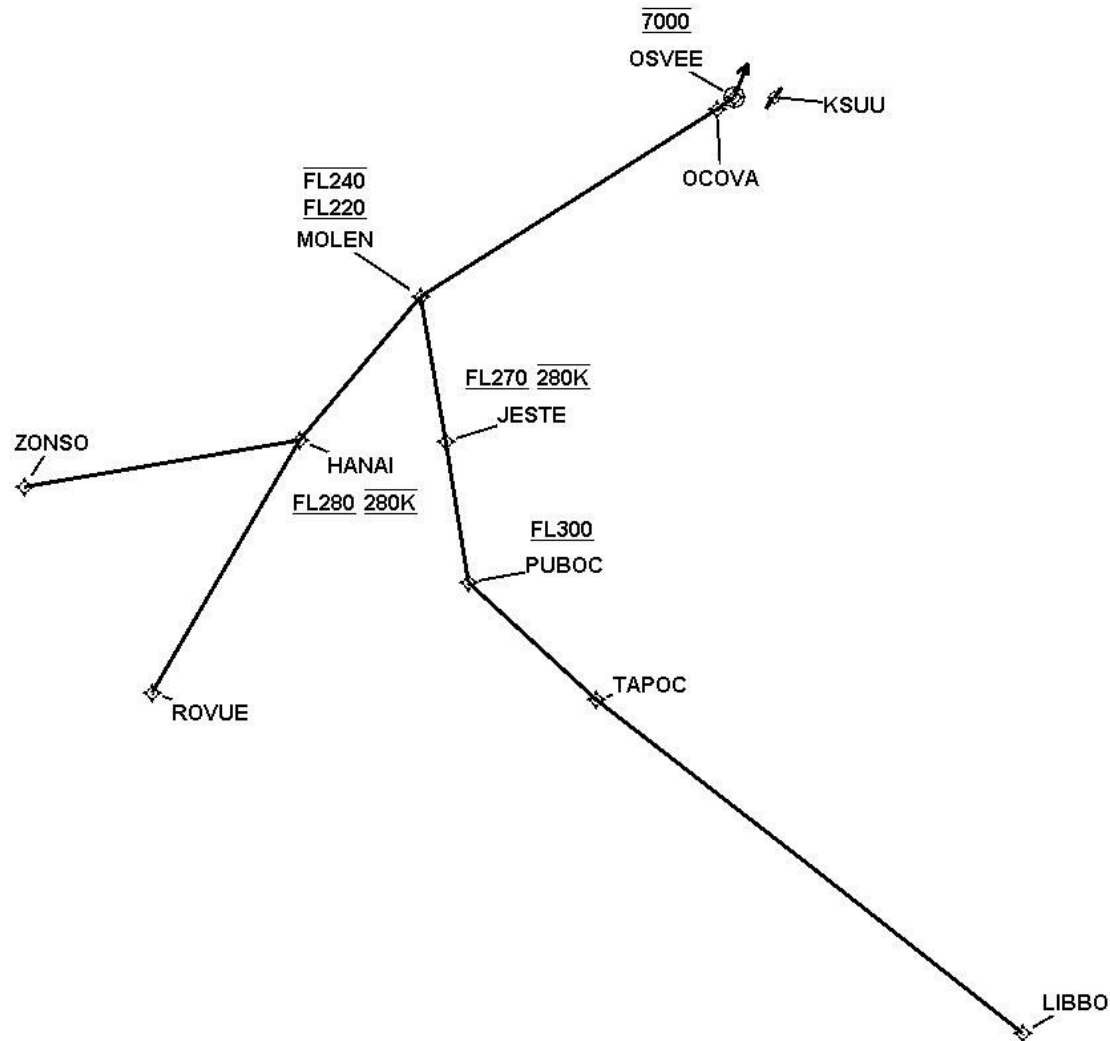 7000
OSVEE
KSUU
OCOVA
FL240
FL220
MOLEN
FL270 280K
JESTE
ZONSO
HANAI
FL280 280K
FL300
PUBOC
TAPOC
ROVUE
LIBBO